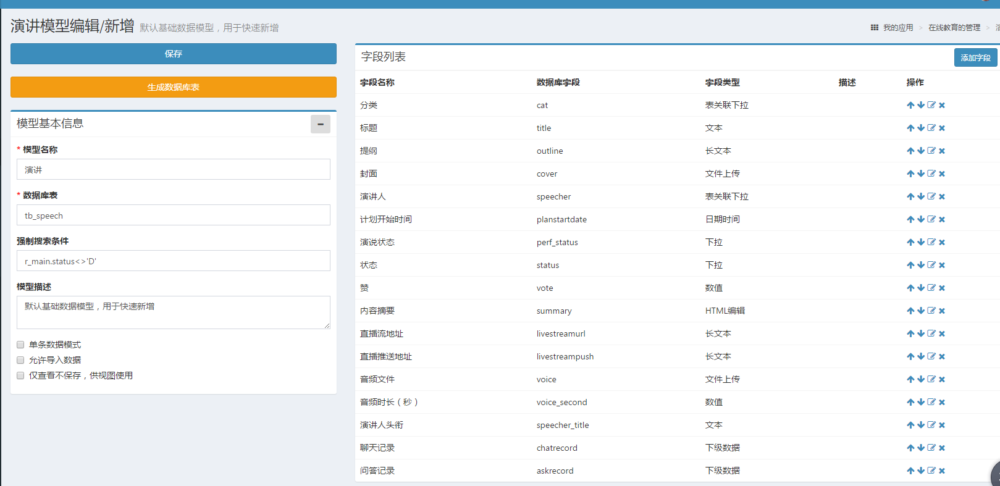 演讲模型编辑/新增 默认基础数据模型，用于快速新增
我的应用 > 在线教育的管理 >
保存
生成数据库表
模型基本信息
* 模型名称
演讲
* 数据库表
tb_speech
强制搜索条件
r_main.status<>'D'
模型描述
默认基础数据模型，用于快速新增
单条数据模式
允许导入数据
仅查看不保存，供视图使用
字段列表 添加字段
字段名称 数据库字段 字段类型 描述 操作
分类 cat 表关联下拉
标题 title 文本
提纲 outline 长文本
封面 cover 文件上传
演讲人 speecher 表关联下拉
计划开始时间 planstartdate 日期时间
演说状态 perf_status 下拉
状态 status 下拉
赞 vote 数值
内容摘要 summary HTML编辑
直播流地址 livestreamurl 长文本
直播推送地址 livestreampush 长文本
音频文件 voice 文件上传
音频时长（秒） voice_second 数值
演讲人头衔 speecher_title 文本
聊天记录 chatrecord 下级数据
问答记录 askrecord 下级数据